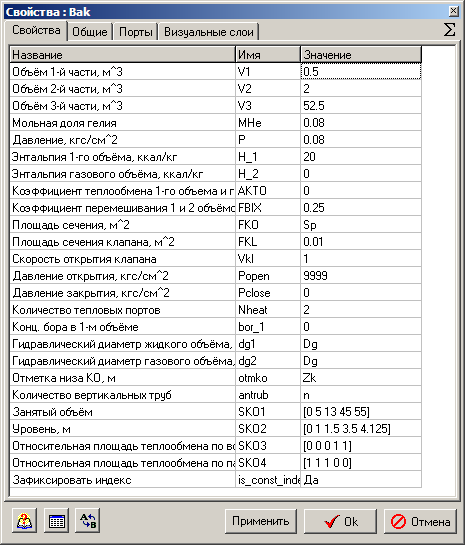 Свойства : Bak
Свойства Общие Порты Визуальные слои Σ
Название Имя Значение
Объём 1-й части, м^3 V1 0.5
Объём 2-й части, м^3 V2 2
Объём 3-й части, м^3 V3 52.5
Мольная доля гелия MHe 0.08
Давление, кгс/см^2 P 0.08
Энтальпия 1-го объёма, ккал/кг H_1 20
Энтальпия газового объёма, ккал/кг H_2 0
Коэффициент теплообмена 1-го объема и г AKTO 0
Коэффициент перемешивания 1 и 2 объёмо FBIX 0.25
Площадь сечения, м^2 FKO Sp
Площадь сечения клапана, м^2 FKL 0.01
Скорость открытия клапана Vkl 1
Давление открытия, кгс/см^2 Popen 9999
Давление закрытия, кгс/см^2 Pclose 0
Количество тепловых портов Nheat 2
Конц. бора в 1-м объёме bor_1 0
Гидравлический диаметр жидкого объёма, dg1 Dg
Гидравлический диаметр газового объёма, dg2 Dg
Отметка низа КО, м otmko Zk
Количество вертикальных труб antrub n
Занятый объём SKO1 [0 5 13 45 55]
Уровень, м SKO2 [0 1 1.5 3.5 4.125]
Относительная площадь теплообмена по во SKO3 [0 0 0 1 1]
Относительная площадь теплообмена по па SKO4 [1 1 1 0 0]
Зафиксировать индекс is_const_inde Да
Применить Ok Отмена